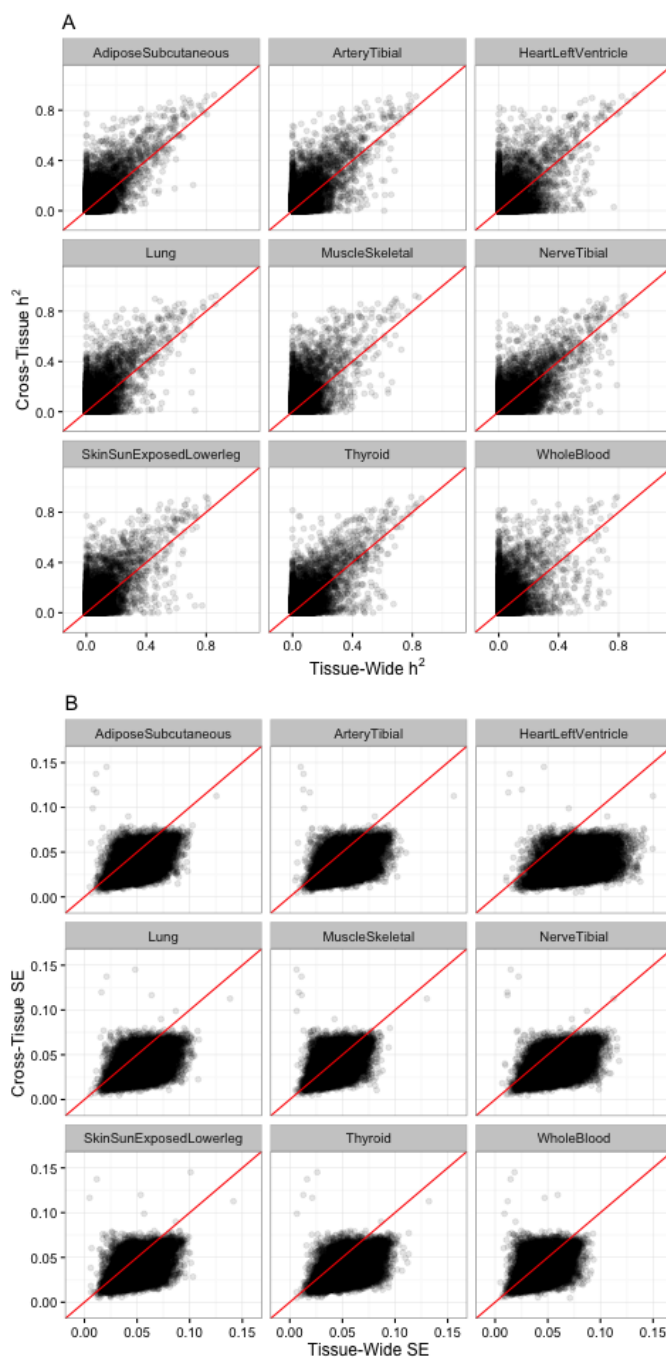 A
AdiposeSubcutaneous ArteryTibial HeartLeftVentricle
0.8
0.4
0.0
Lung MuscleSkeletal NerveTibial
Cross-Tissue h²
0.8
0.4
0.0
SkinSunExposedLowerleg Thyroid WholeBlood
0.8
0.4
0.0
0.0 0.4 0.8 0.0 0.4 0.8 0.0 0.4 0.8
Tissue-Wide h²
B
AdiposeSubcutaneous ArteryTibial HeartLeftVentricle
0.15
0.10
0.05
0.00
Lung MuscleSkeletal NerveTibial
Cross-Tissue SE
0.15
0.10
0.05
0.00
SkinSunExposedLowerleg Thyroid WholeBlood
0.15
0.10
0.05
0.00
0.00 0.05 0.10 0.15 0.00 0.05 0.10 0.15 0.00 0.05 0.10 0.15
Tissue-Wide SE